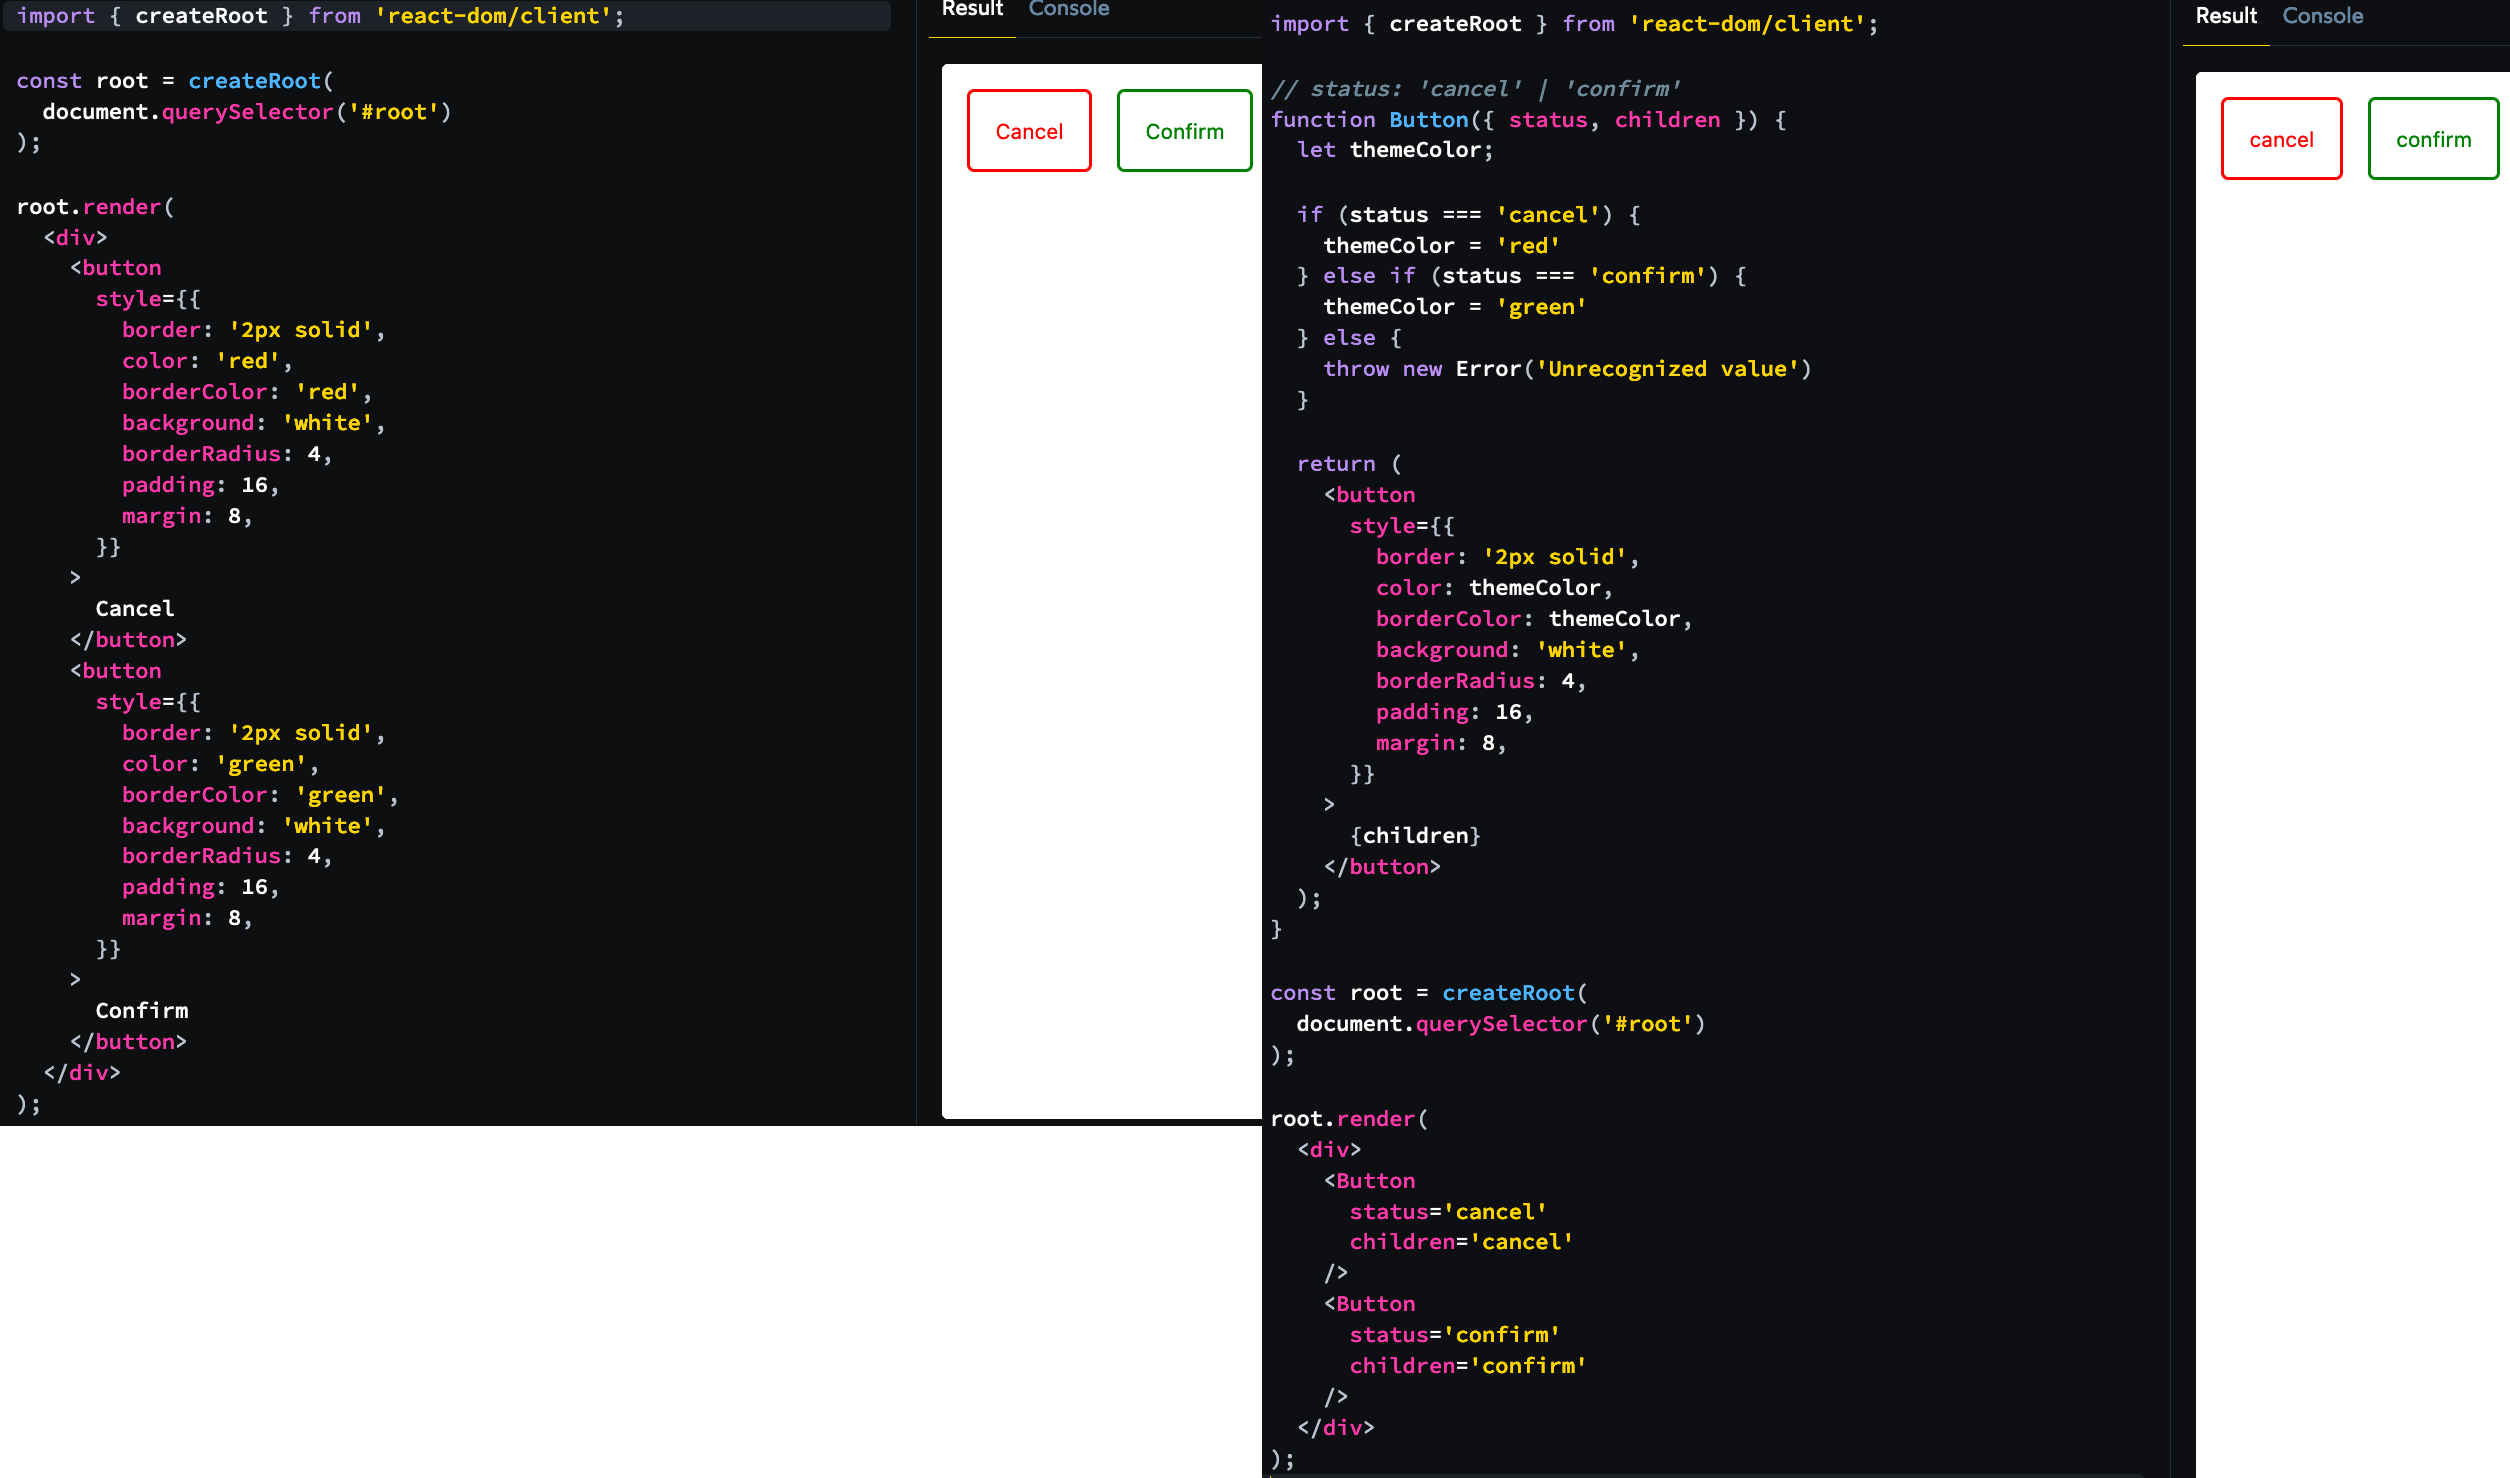 import { createRoot } from 'react-dom/client';
const root = createRoot(
  document.querySelector('#root')
);
root.render(
  <div>
    <button
      style={{
        border: '2px solid',
        color: 'red',
        borderColor: 'red',
        background: 'white',
        borderRadius: 4,
        padding: 16,
        margin: 8,
      }}
    >
      Cancel
    </button>
    <button
      style={{
        border: '2px solid',
        color: 'green',
        borderColor: 'green',
        background: 'white',
        borderRadius: 4,
        padding: 16,
        margin: 8,
      }}
    >
      Confirm
    </button>
  </div>
);
Result Console
Cancel Confirm
import { createRoot } from 'react-dom/client';
// status: 'cancel' | 'confirm'
function Button({ status, children }) {
  let themeColor;
  if (status === 'cancel') {
    themeColor = 'red'
  } else if (status === 'confirm') {
    themeColor = 'green'
  } else {
    throw new Error('Unrecognized value')
  }
  return (
    <button
      style={{
        border: '2px solid',
        color: themeColor,
        borderColor: themeColor,
        background: 'white',
        borderRadius: 4,
        padding: 16,
        margin: 8,
      }}
    >
      {children}
    </button>
  );
}
const root = createRoot(
  document.querySelector('#root')
);
root.render(
  <div>
    <Button
      status='cancel'
      children='cancel'
    />
    <Button
      status='confirm'
      children='confirm'
    />
  </div>
);
Result Console
cancel confirm